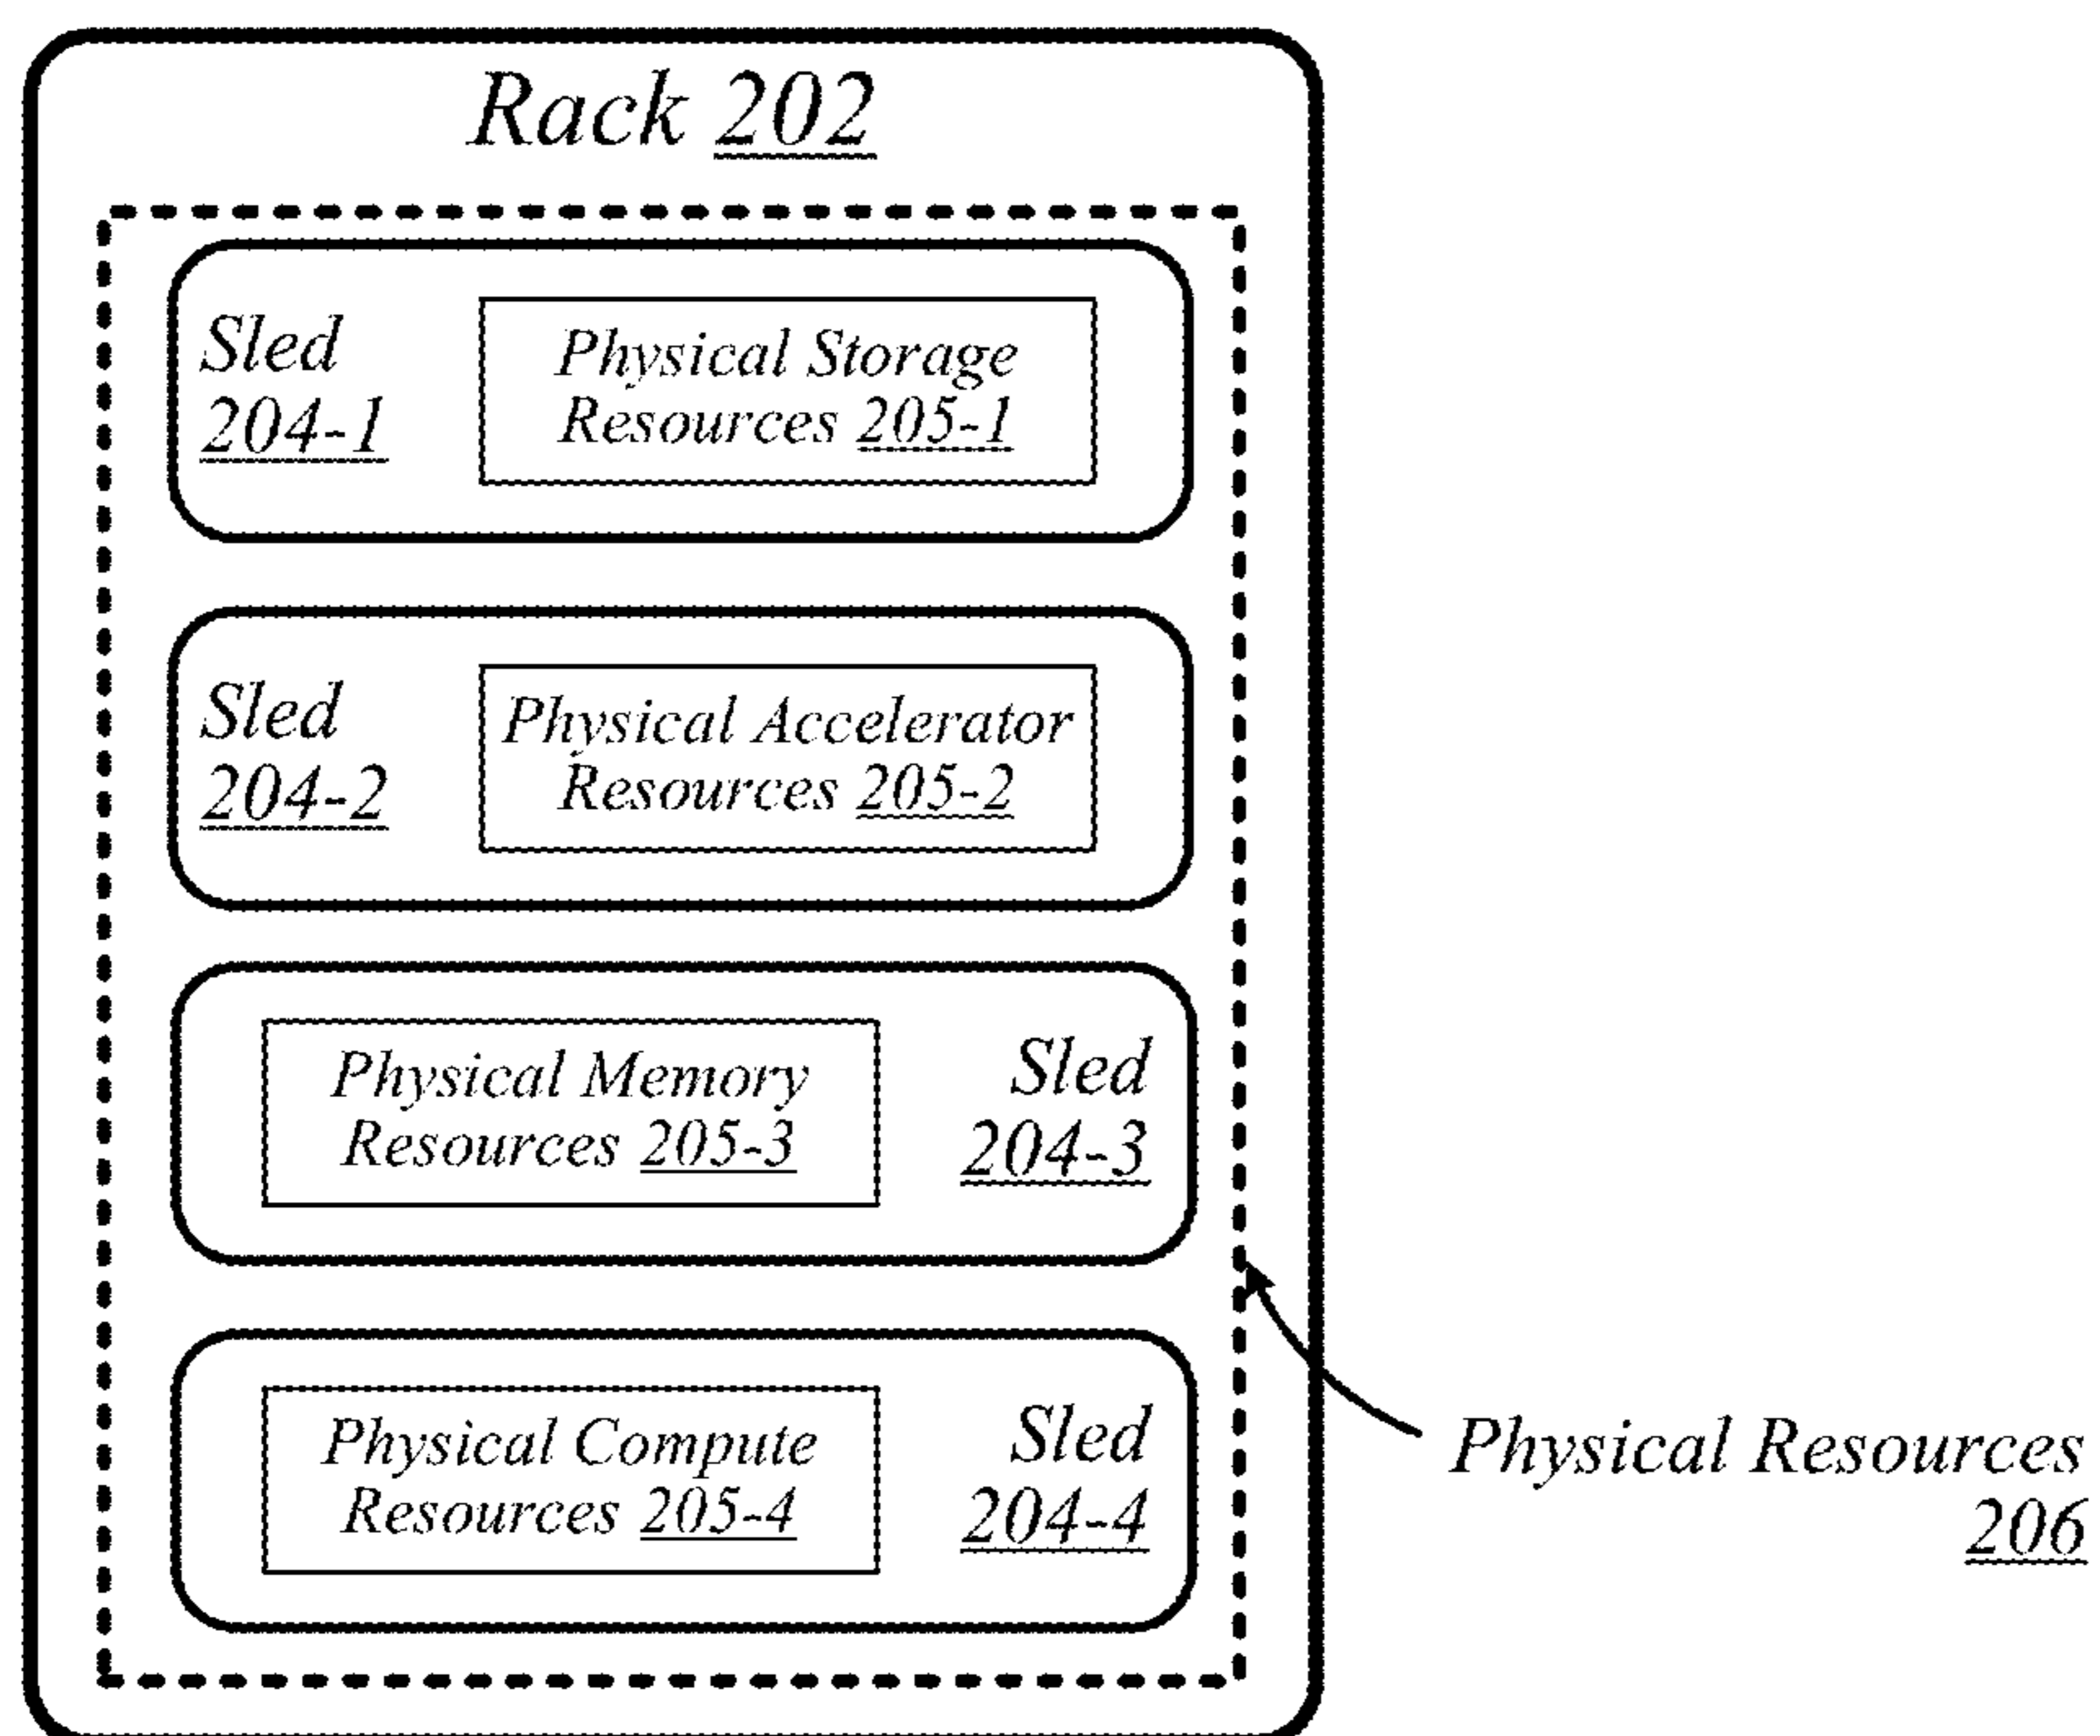 Rack 202
Sled
204-1
Physical Storage
Resources 205-1
Sled
204-2
Physical Accelerator
Resources 205-2
Physical Memory
Resources 205-3
Sled
204-3
Physical Compute
Resources 205-4
Sled
204-4
Physical Resources
206